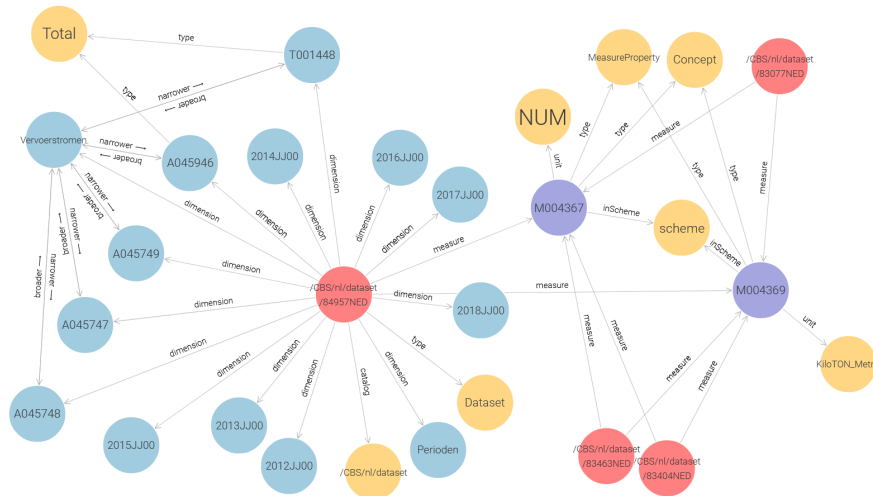 Total
type
T001448
MeasureProperty
Concept
/CBS/nl/dataset
/83077NED
narrower ⟶
⟵ broader
type
NUM
type
type
measure
Vervoerstromen
narrower ⟶
⟵ broader
A045946
2014JJ00
2016JJ00
dimension
unit
type
measure
narrower ⟶
⟵ broader
dimension
2017JJ00
M004367
inScheme
scheme
narrower ⟶
⟵ broader
dimension
dimension
dimension
dimension
measure
inScheme
A045749
dimension
narrower ⟶
⟵ broader
/CBS/nl/dataset
/84957NED
dimension
measure
M004369
A045747
dimension
2018JJ00
unit
measure
measure
dimension
dimension
dimension
dimension
type
dimension
catalog
measure
measure
KiloTON_Metr
A045748
Dataset
2015JJ00
2013JJ00
2012JJ00
/CBS/nl/dataset
Perioden
/CBS/nl/dataset
/83463NED
/CBS/nl/dataset
/83404NED